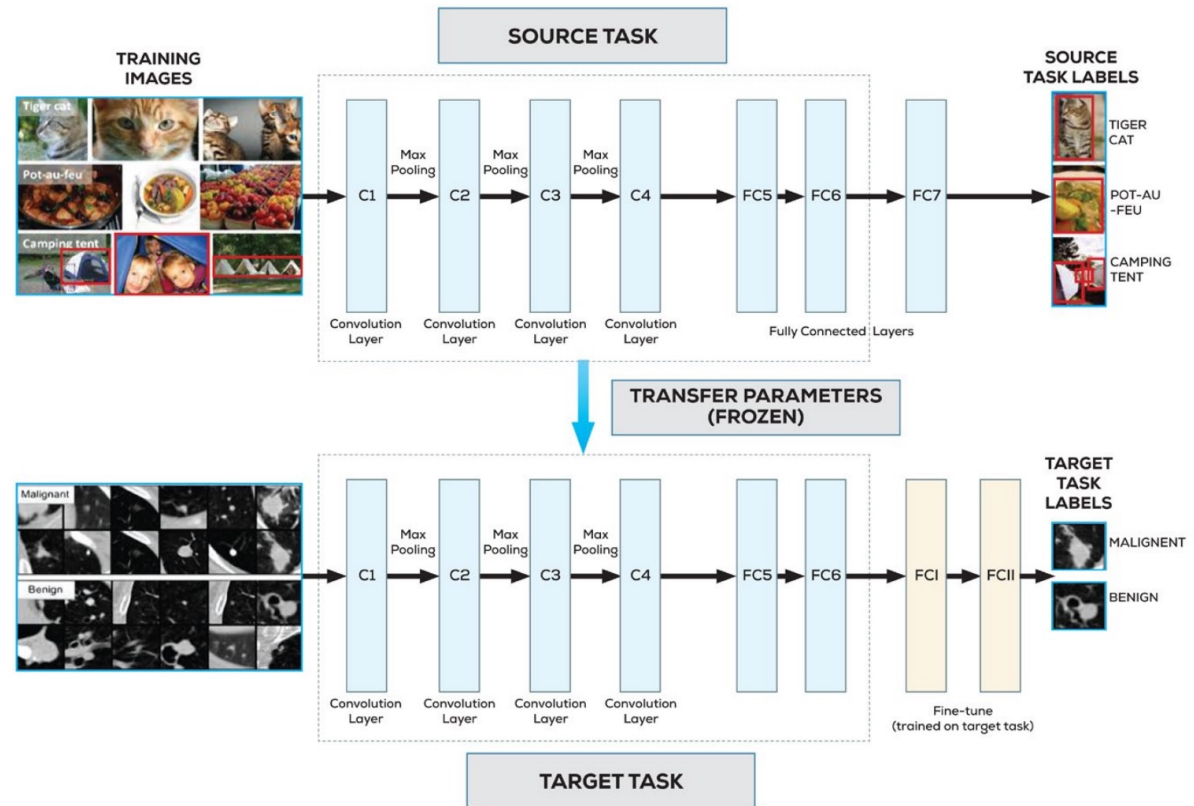 SOURCE TASK
TRAINING
IMAGES
SOURCE
TASK LABELS
Tiger cat
Pot-au-feu
Camping tent
Max
Pooling
Max
Pooling
Max
Pooling
C1
C2
C3
C4
FC5
FC6
FC7
TIGER
CAT
POT-AU
-FEU
CAMPING
TENT
Convolution
Layer
Convolution
Layer
Convolution
Layer
Convolution
Layer
Fully Connected Layers
TRANSFER PARAMETERS
(FROZEN)
TARGET
TASK
LABELS
Malignant
Benign
Max
Pooling
Max
Pooling
Max
Pooling
C1
C2
C3
C4
FC5
FC6
FCI
FCII
MALIGNENT
BENIGN
Convolution
Layer
Convolution
Layer
Convolution
Layer
Convolution
Layer
Fine-tune
(trained on target task)
TARGET TASK